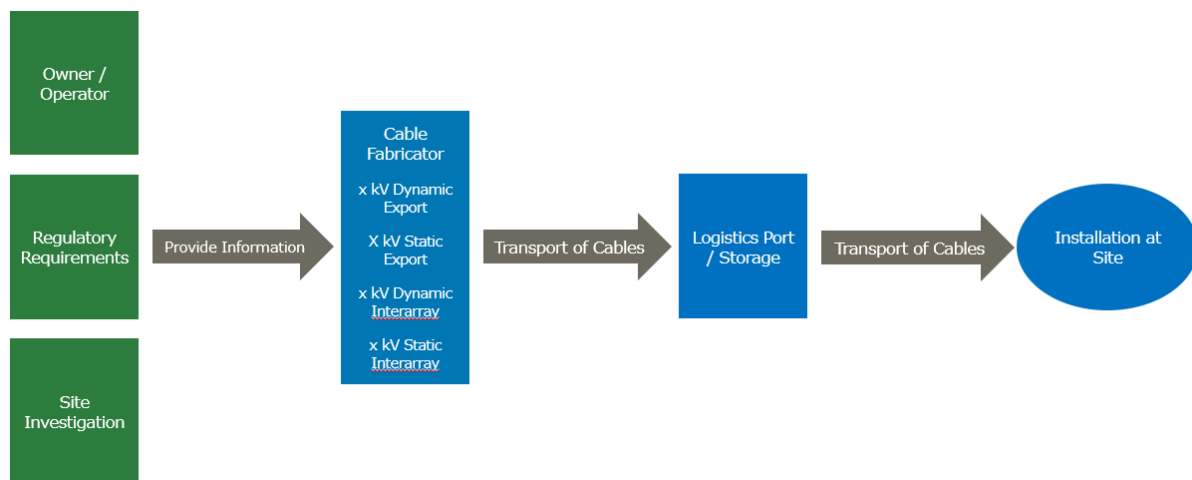 Owner /
Operator
Regulatory
Requirements
Site
Investigation
Provide Information
Cable
Fabricator
x kV Dynamic
Export
X kV Static
Export
x kV Dynamic
Interarray
x kV Static
Interarray
Transport of Cables
Logistics Port
/ Storage
Transport of Cables
Installation at
Site